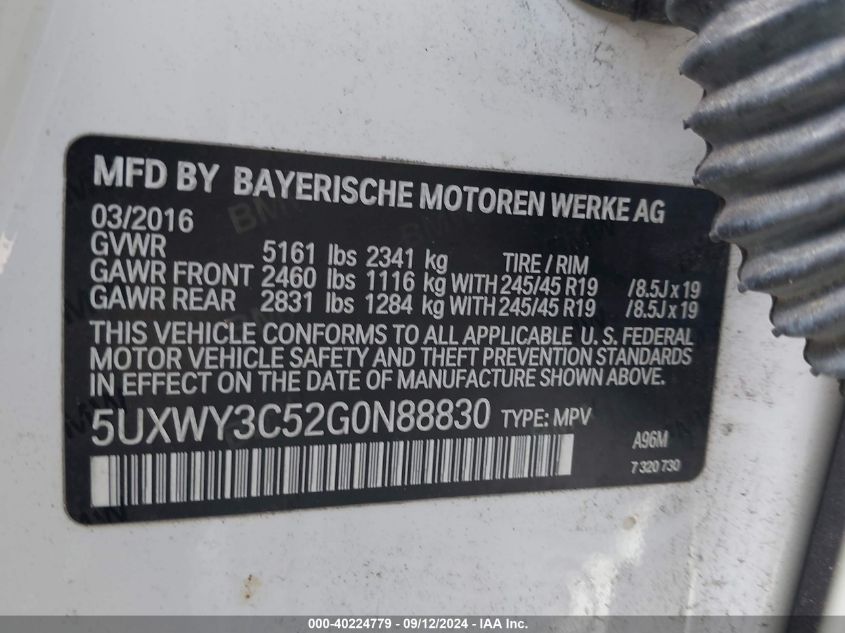 MFD BY BAYERISCHE MOTOREN WERKE AG
03/2016
GVWR 5161 lbs 2341 kg TIRE / RIM
GAWR FRONT 2460 lbs 1116 kg WITH 245/45 R19 /8.5J x 19
GAWR REAR 2831 lbs 1284 kg WITH 245/45 R19 /8.5J x 19
THIS VEHICLE CONFORMS TO ALL APPLICABLE U. S. FEDERAL
MOTOR VEHICLE SAFETY AND THEFT PREVENTION STANDARDS
IN EFFECT ON THE DATE OF MANUFACTURE SHOWN ABOVE.
5UXWY3C52G0N88830 TYPE: MPV
A96M
7 320 730
000-40224779 - 09/12/2024 - IAA Inc.